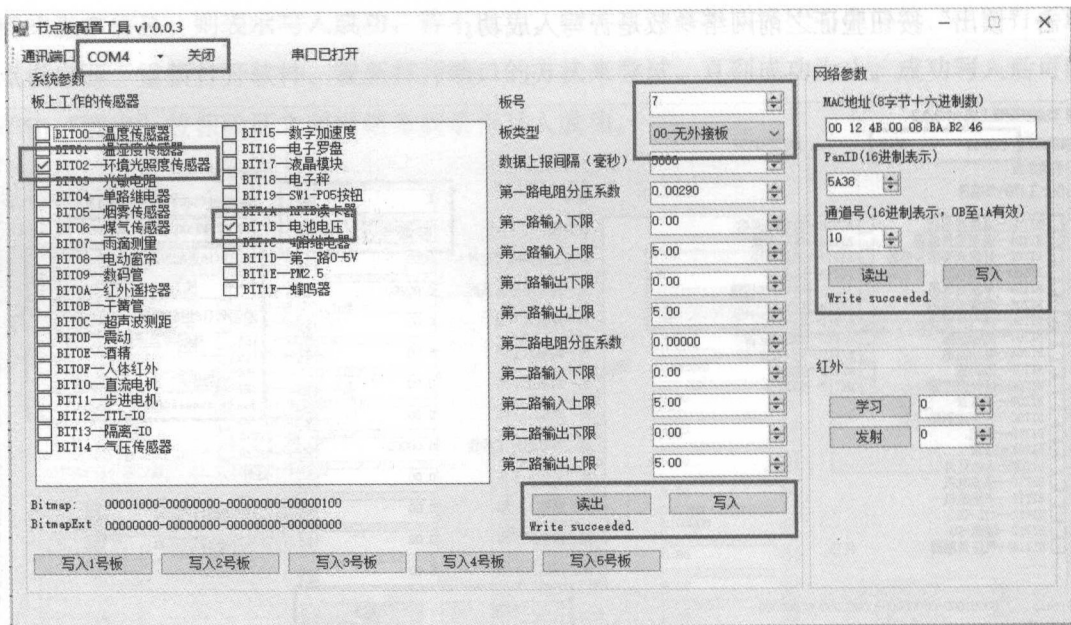 节点板配置工具 v1.0.0.3
通讯端口 COM4 关闭 串口已打开
系统参数
板上工作的传感器
BIT00—温度传感器
BIT01—温湿度传感器
BIT02—环境光照度传感器
BIT03—光敏电阻
BIT04—单路继电器
BIT05—烟雾传感器
BIT06—煤气传感器
BIT07—雨滴测量
BIT08—电动窗帘
BIT09—数码管
BIT0A—红外遥控器
BIT0B—干簧管
BIT0C—超声波测距
BIT0D—震动
BIT0E—酒精
BIT0F—人体红外
BIT10—直流电机
BIT11—步进电机
BIT12—TTL-IO
BIT13—隔离-IO
BIT14—气压传感器
BIT15—数字加速度
BIT16—电子罗盘
BIT17—液晶模块
BIT18—电子秤
BIT19—SW1-P05按钮
BIT1A—RFID读卡器
BIT1B—电池电压
BIT1C—4路继电器
BIT1D—第一路0-5V
BIT1E—PM2.5
BIT1F—蜂鸣器
Bitmap: 00001000-00000000-00000000-00000100
BitmapExt 00000000-00000000-00000000-00000000
写入1号板 写入2号板 写入3号板 写入4号板 写入5号板
板号 7
板类型 00-无外接板
数据上报间隔（毫秒）
第一路电阻分压系数 0.00290
第一路输入下限 0.00
第一路输入上限 5.00
第一路输出下限 0.00
第一路输出上限 5.00
第二路电阻分压系数 0.00000
第二路输入下限 0.00
第二路输入上限 5.00
第二路输出下限 0.00
第二路输出上限 5.00
读出 写入
Write succeeded.
网络参数
MAC地址(8字节十六进制数)
00 12 4B 00 06 BA B2 46
PanID(16进制表示)
5A38
通道号(16进制表示，0B至1A有效)
10
读出 写入
Write succeeded.
红外
学习 0
发射 0